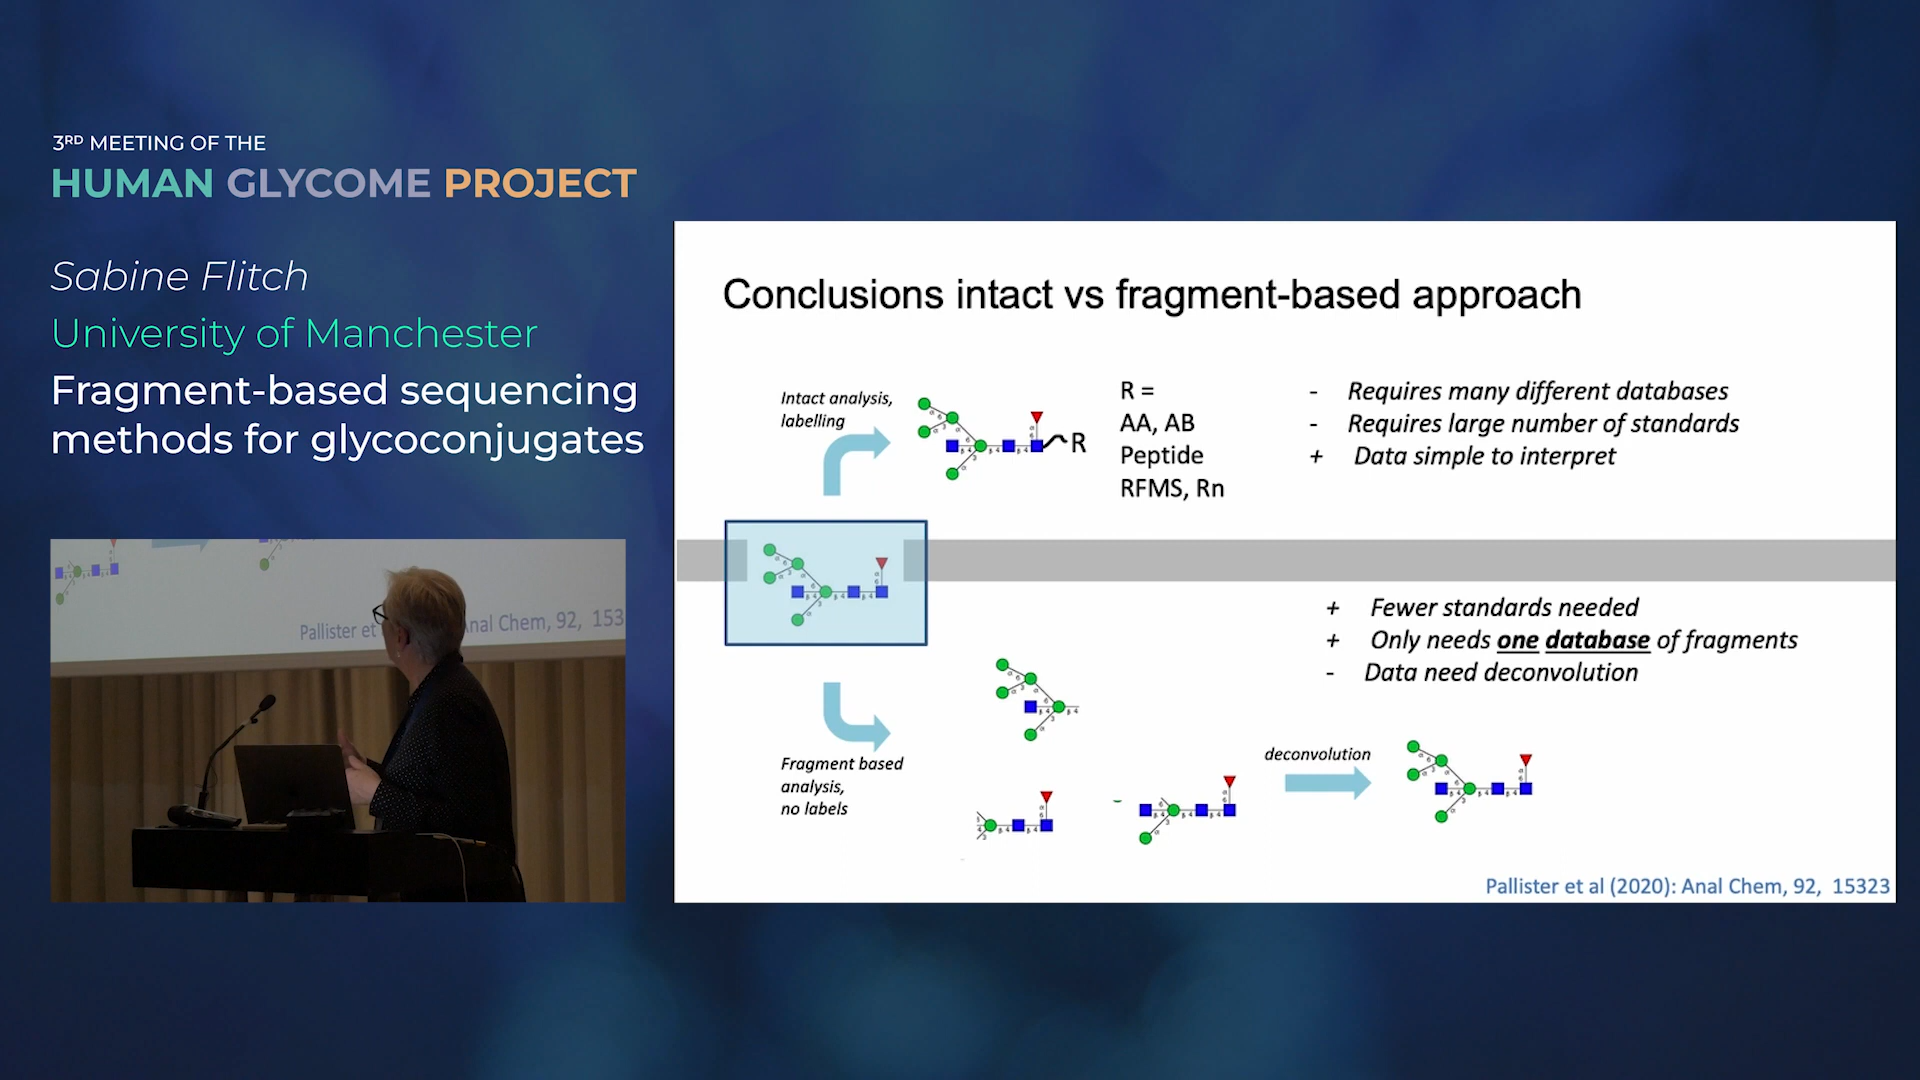 3RD MEETING OF THE
HUMAN GLYCOME PROJECT
Sabine Flitch
University of Manchester
Fragment-based sequencing
methods for glycoconjugates
Pallister et
nal Chem, 92, 153
Conclusions intact vs fragment-based approach
Intact analysis,
labelling
R
R =
AA, AB
Peptide
RFMS, Rn
- Requires many different databases
- Requires large number of standards
+ Data simple to interpret
+ Fewer standards needed
+ Only needs one database of fragments
- Data need deconvolution
Fragment based
analysis,
no labels
deconvolution
Pallister et al (2020): Anal Chem, 92, 15323